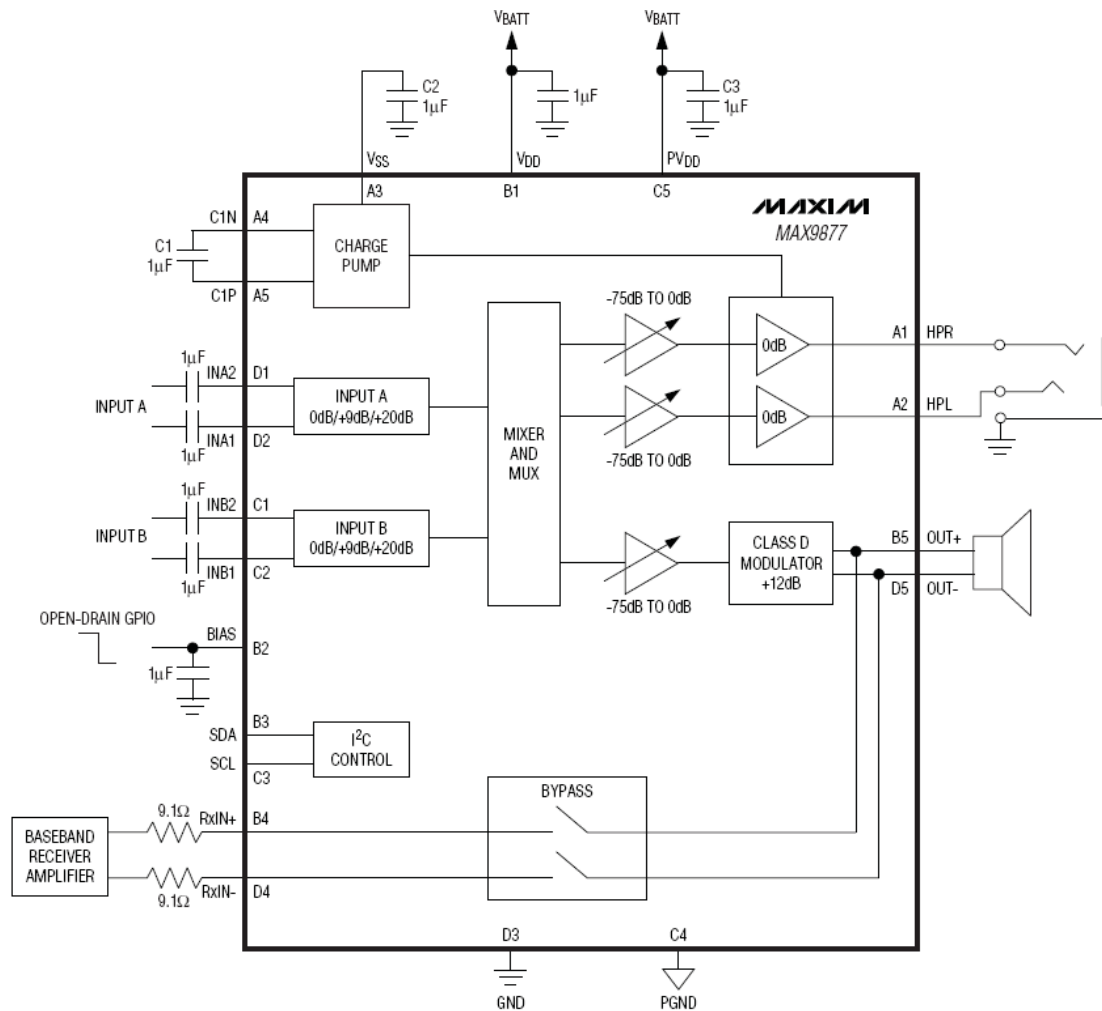 VBATT
VBATT
C2
1µF
1µF
C3
1µF
VSS
VDD
PVDD
A3
B1
C5
MAXIM
MAX9877
C1N
A4
C1
1µF
CHARGE
PUMP
C1P
A5
-75dB TO 0dB
0dB
A1
HPR
1µF
INA2
D1
INPUT A
INPUT A
0dB/+9dB/+20dB
INA1
D2
1µF
MIXER
AND
MUX
0dB
A2
HPL
-75dB TO 0dB
1µF
INB2
C1
INPUT B
INPUT B
0dB/+9dB/+20dB
INB1
C2
1µF
CLASS D
MODULATOR
+12dB
B5
OUT+
D5
OUT-
-75dB TO 0dB
OPEN-DRAIN GPIO
BIAS
B2
1µF
SDA
B3
SCL
C3
I²C
CONTROL
BYPASS
9.1Ω
RxIN+
B4
BASEBAND
RECEIVER
AMPLIFIER
9.1Ω
RxIN-
D4
D3
C4
GND
PGND